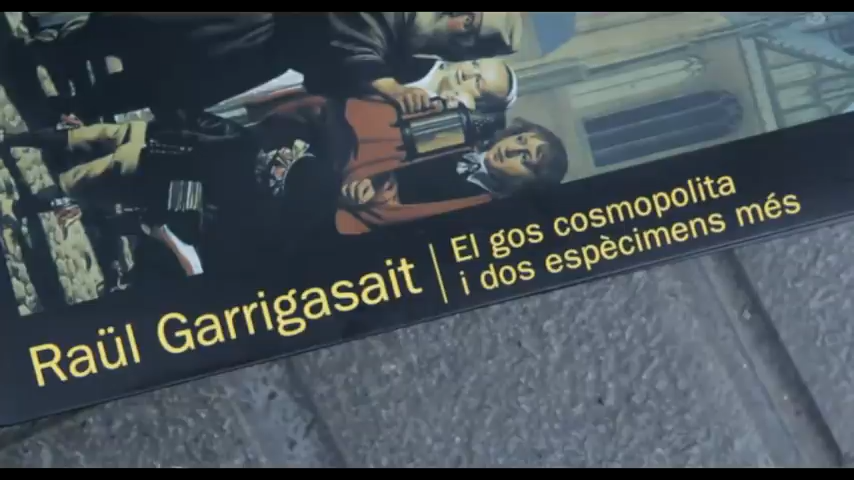 Raül Garrigasait
El gos cosmopolita
i dos espècimens més